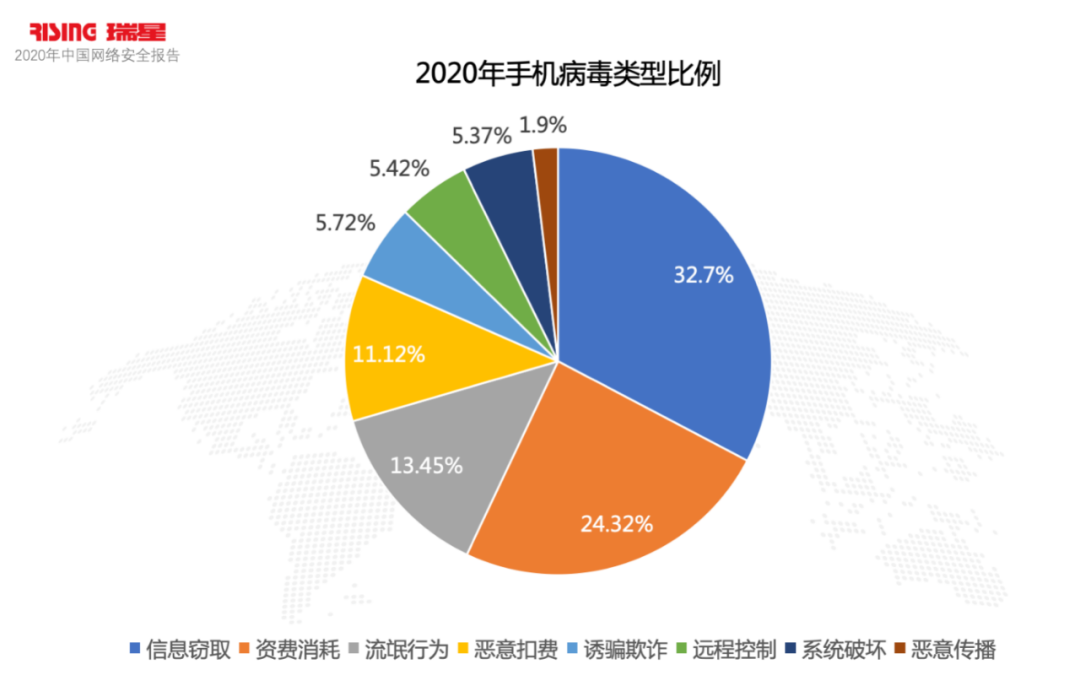 RISING 瑞星
2020年中国网络安全报告
2020年手机病毒类型比例
1.9%
5.37%
5.42%
5.72%
32.7%
11.12%
13.45%
24.32%
信息窃取 资费消耗 流氓行为 恶意扣费 诱骗欺诈 远程控制 系统破坏 恶意传播